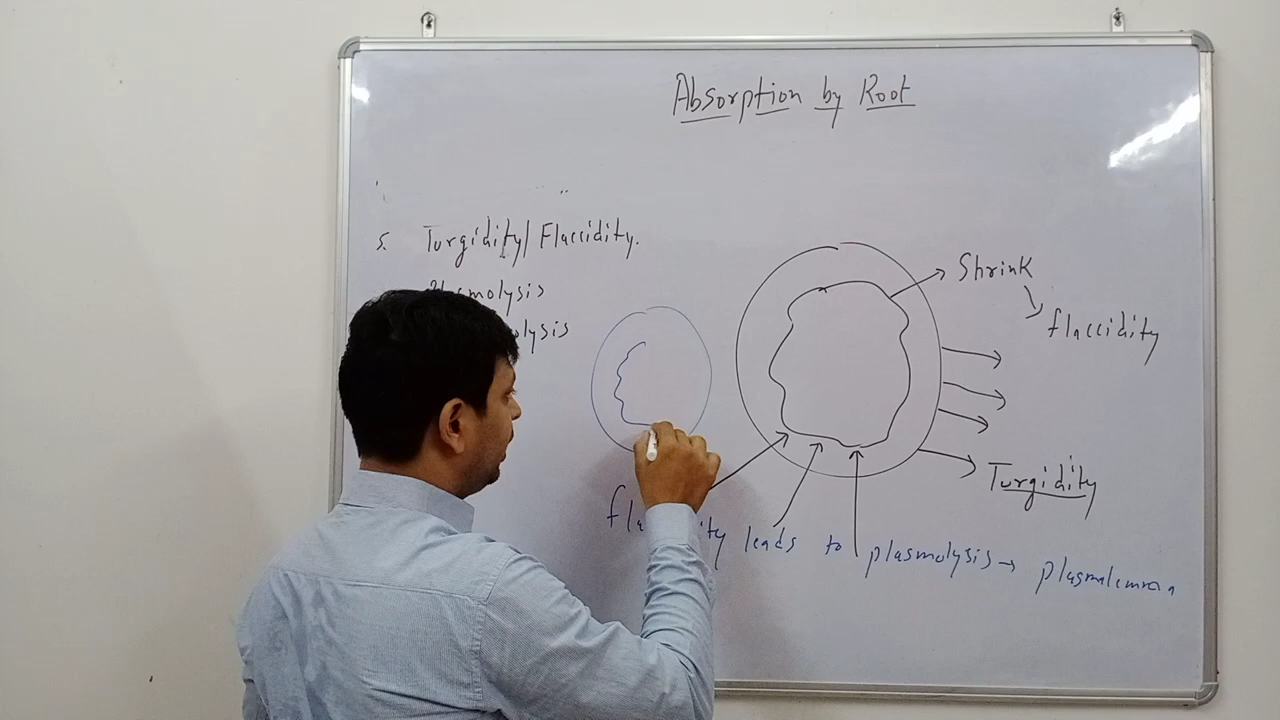 Absorption by Root
5. Turgidity/Flaccidity.
Shrink
flaccidity
Turgidity
leads to plasmolysis → plasmalemma